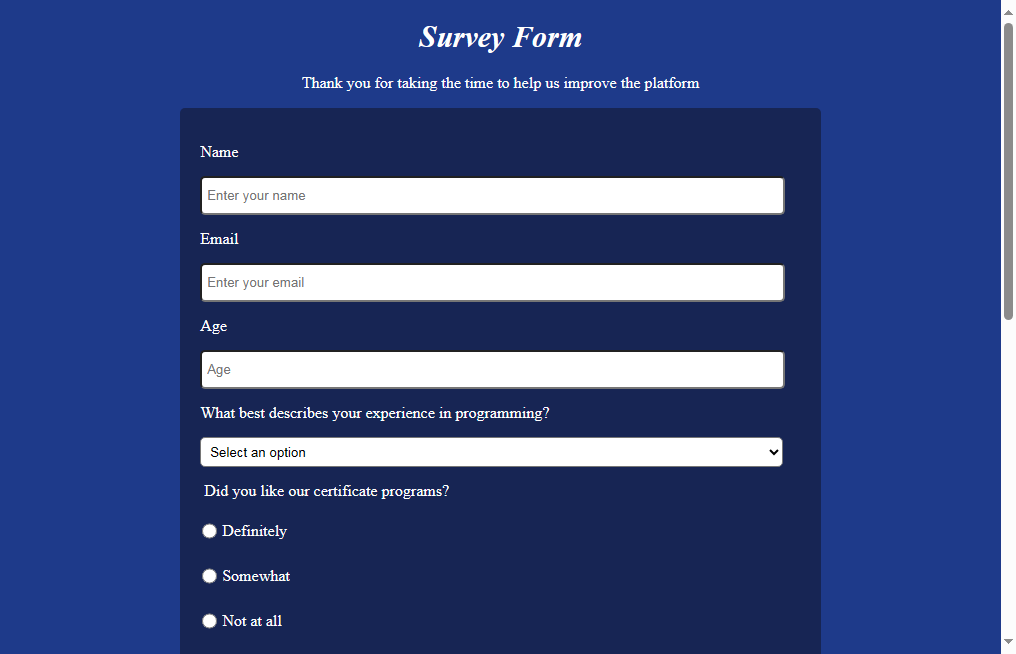 Survey Form
Thank you for taking the time to help us improve the platform
Name
Enter your name
Email
Enter your email
Age
Age
What best describes your experience in programming?
Select an option
Did you like our certificate programs?
Definitely
Somewhat
Not at all